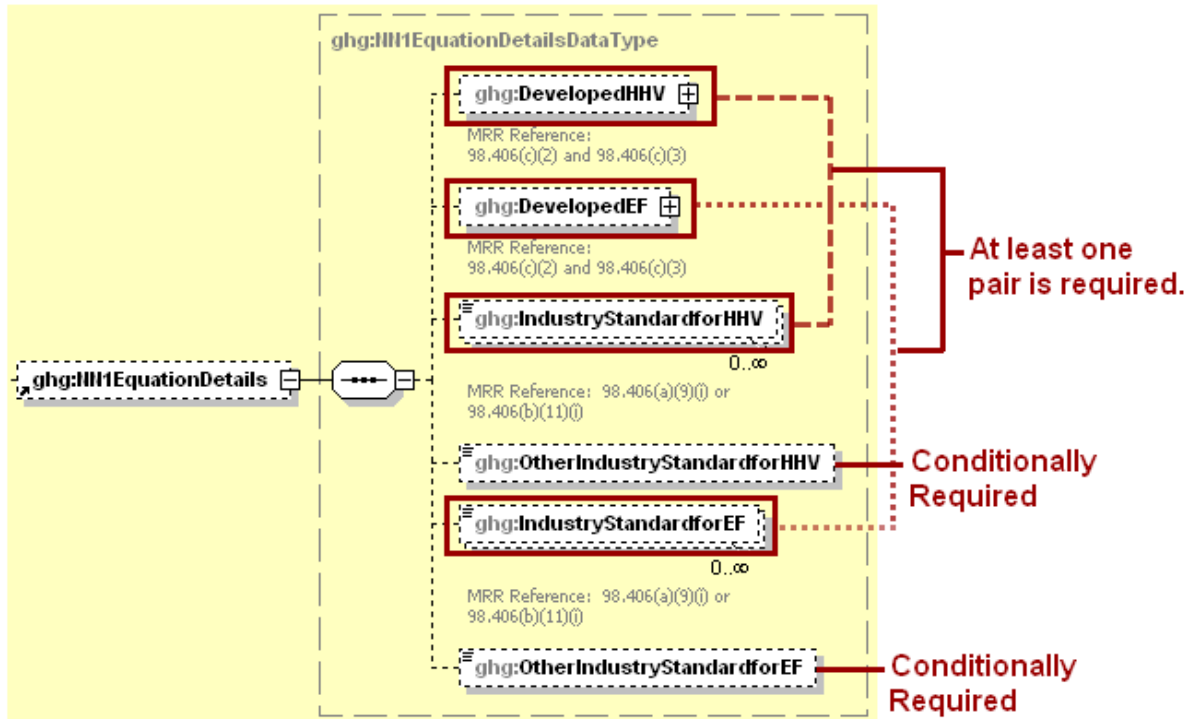 ghg:NN1EquationDetailsDataType
ghg:DevelopedHHV
MRR Reference:
98.406(c)(2) and 98.406(c)(3)
ghg:DevelopedEF
MRR Reference:
98.406(c)(2) and 98.406(c)(3)
At least one
pair is required.
ghg:IndustryStandardforHHV
0..∞
ghg:NN1EquationDetails
MRR Reference: 98.406(a)(9)(i) or
98.406(b)(11)(i)
ghg:OtherIndustryStandardforHHV
Conditionally
Required
ghg:IndustryStandardforEF
0..∞
MRR Reference: 98.406(a)(9)(i) or
98.406(b)(11)(i)
ghg:OtherIndustryStandardforEF
Conditionally
Required